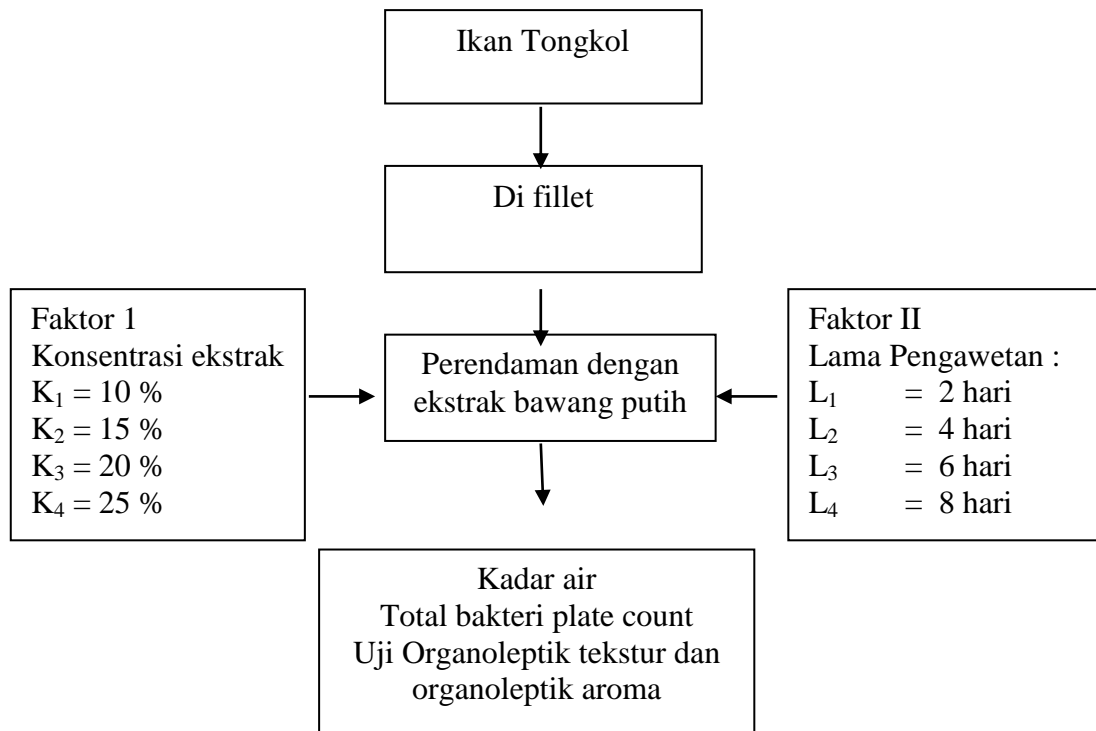 Ikan Tongkol
Di fillet
Faktor 1
Konsentrasi ekstrak
K₁ = 10 %
K₂ = 15 %
K₃ = 20 %
K₄ = 25 %
Perendaman dengan
ekstrak bawang putih
Faktor II
Lama Pengawetan :
L₁ = 2 hari
L₂ = 4 hari
L₃ = 6 hari
L₄ = 8 hari
Kadar air
Total bakteri plate count
Uji Organoleptik tekstur dan
organoleptik aroma